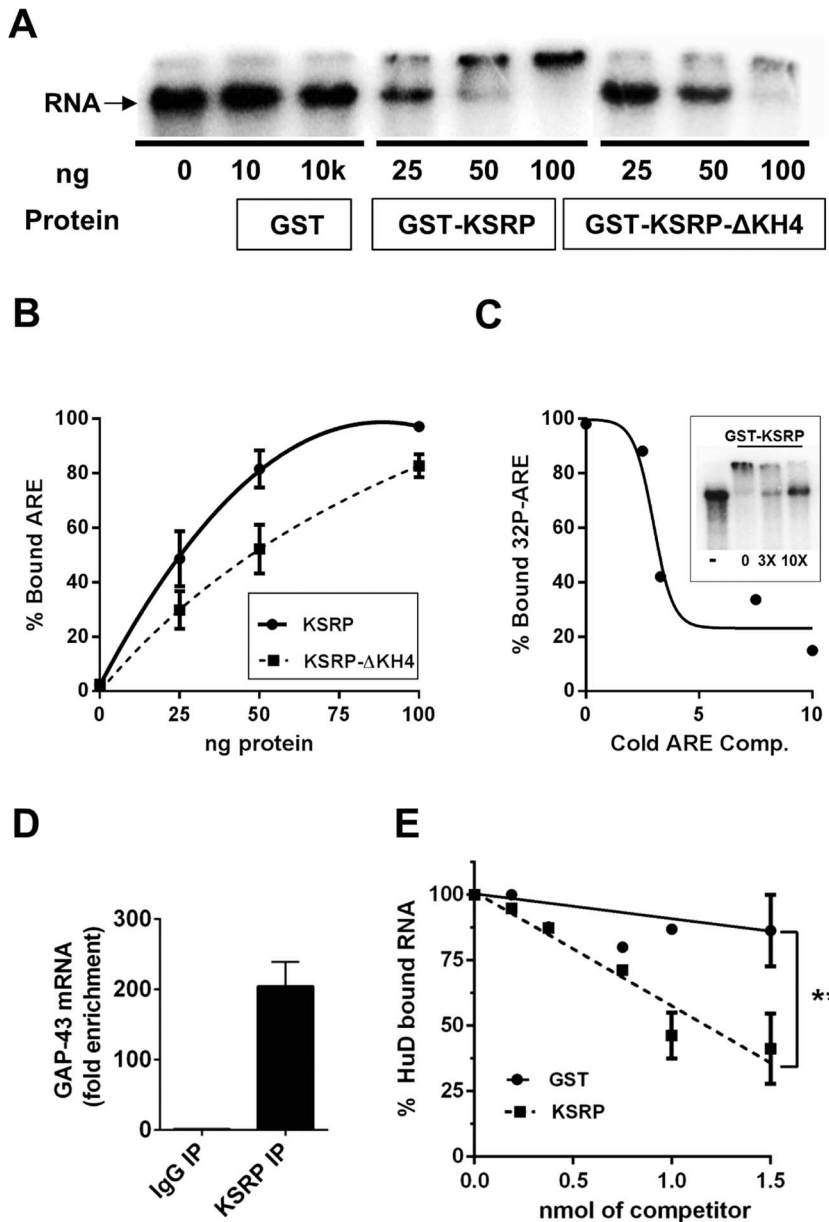 A
RNA
ng 0 10 10k 25 50 100 25 50 100
Protein GST GST-KSRP GST-KSRP-ΔKH4
B
% Bound ARE
100
80
60
40
20
0
0 25 50 75 100
ng protein
KSRP
KSRP-ΔKH4
C
% Bound 32P-ARE
100
80
60
40
20
0
0 5 10
Cold ARE Comp.
GST-KSRP
- 0 3X 10X
D
GAP-43 mRNA
(fold enrichment)
300
200
100
0
IgG IP
KSRP IP
E
% HuD bound RNA
100
75
50
25
0
0.0 0.5 1.0 1.5
nmol of competitor
GST
KSRP
**